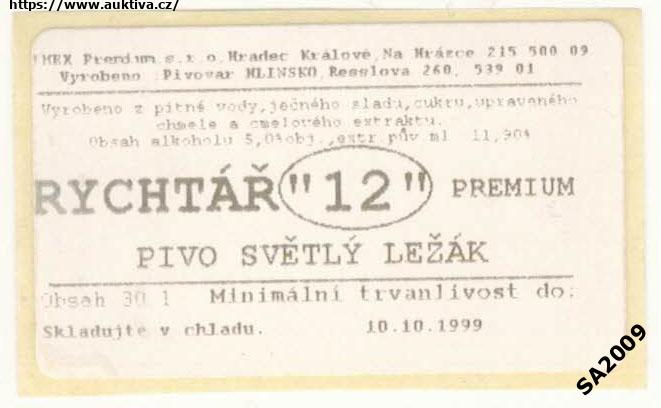 https://www.auktiva.cz/
MEX Premium s.r.o. Hradec Králové, Na Hrázce 215 500 09
Vyrobeno :Pivovar HLINSKO, Resslova 260, 539 01
Vyrobeno z pitné vody, ječného sladu, cukru, upraveného
chmele a cmelového extraktu.
Obsah alkoholu 5,0%obj., extr.pův ml 11,90%
RYCHTÁŘ "12" PREMIUM
PIVO SVĚTLÝ LEŽÁK
Obsah 30 l Minimální trvanlivost do:
Skladujte v chladu. 10.10.1999
SA2009